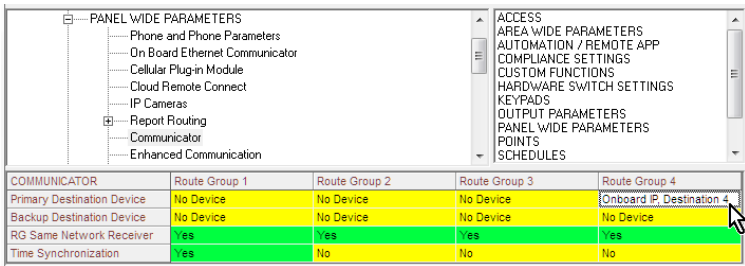 PANEL WIDE PARAMETERS
Phone and Phone Parameters
On Board Ethernet Communicator
Cellular Plug-in Module
Cloud Remote Connect
IP Cameras
Report Routing
Communicator
Enhanced Communication
ACCESS
AREA WIDE PARAMETERS
AUTOMATION / REMOTE APP
COMPLIANCE SETTINGS
CUSTOM FUNCTIONS
HARDWARE SWITCH SETTINGS
KEYPADS
OUTPUT PARAMETERS
PANEL WIDE PARAMETERS
POINTS
SCHEDULES
COMMUNICATOR Route Group 1 Route Group 2 Route Group 3 Route Group 4
Primary Destination Device No Device No Device No Device Onboard IP, Destination 4
Backup Destination Device No Device No Device No Device No Device
RG Same Network Receiver Yes Yes Yes Yes
Time Synchronization Yes No No No